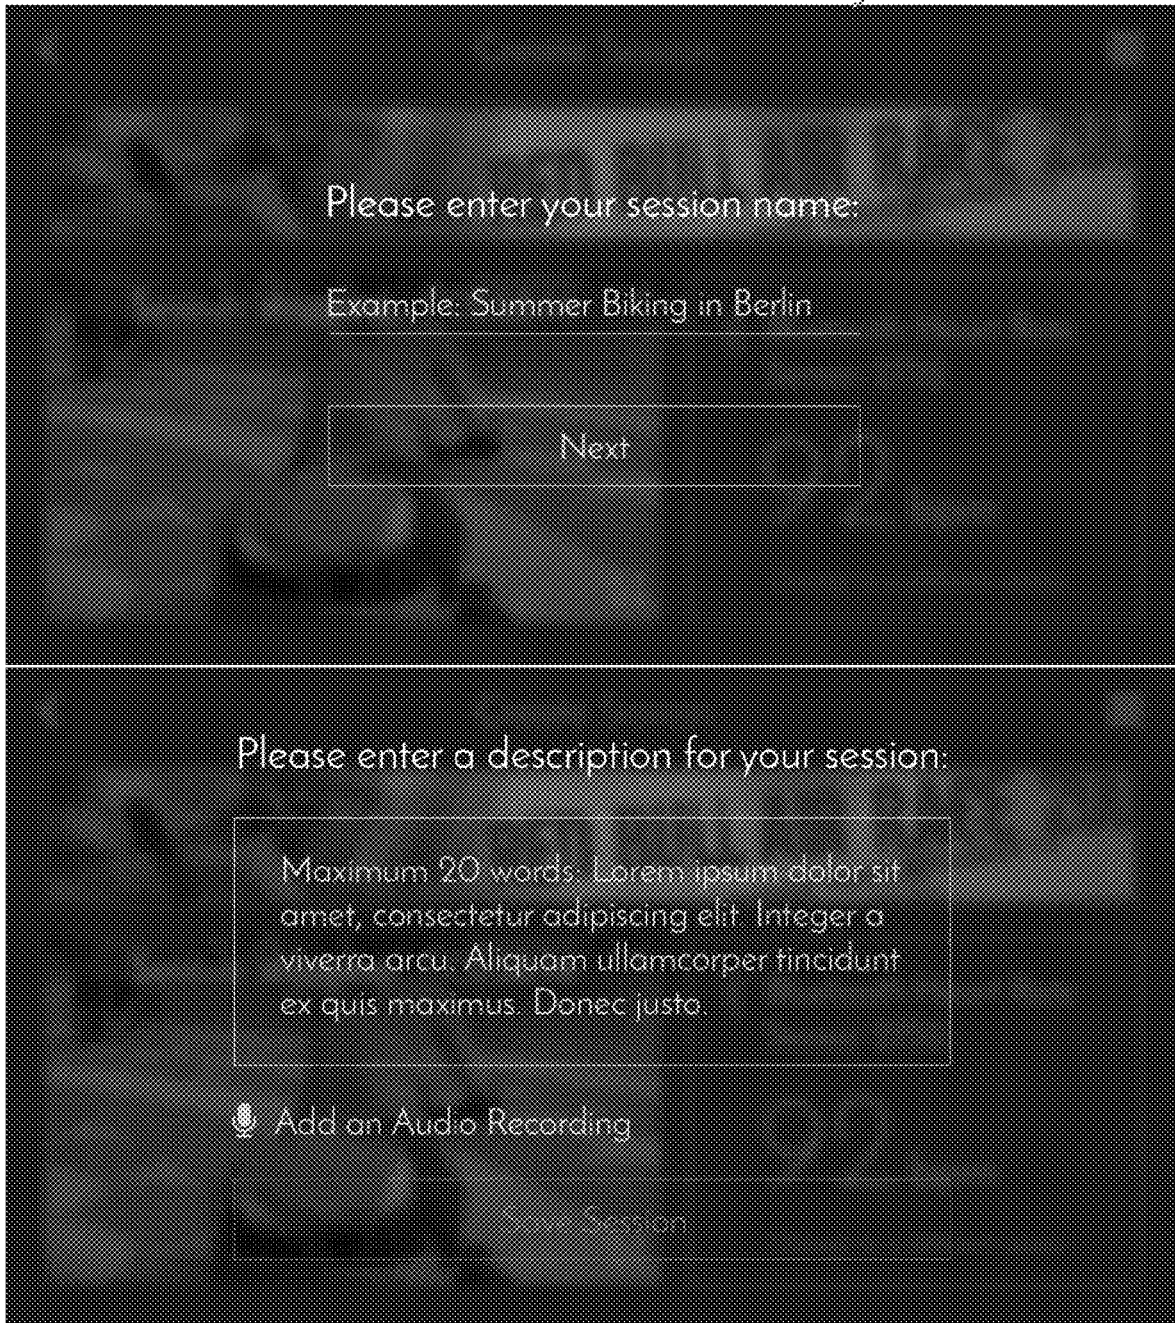 Please enter your session name:
Example: Summer Biking in Berlin
Next
Please enter a description for your session:
Maximum 20 words: Lorem ipsum dolor sit
amet, consectetur adipiscing elit. Integer a
viverra arcu. Aliquam ullamcorper tincidunt
ex quis maximus. Donec justo.
Add an Audio Recording
Save Session